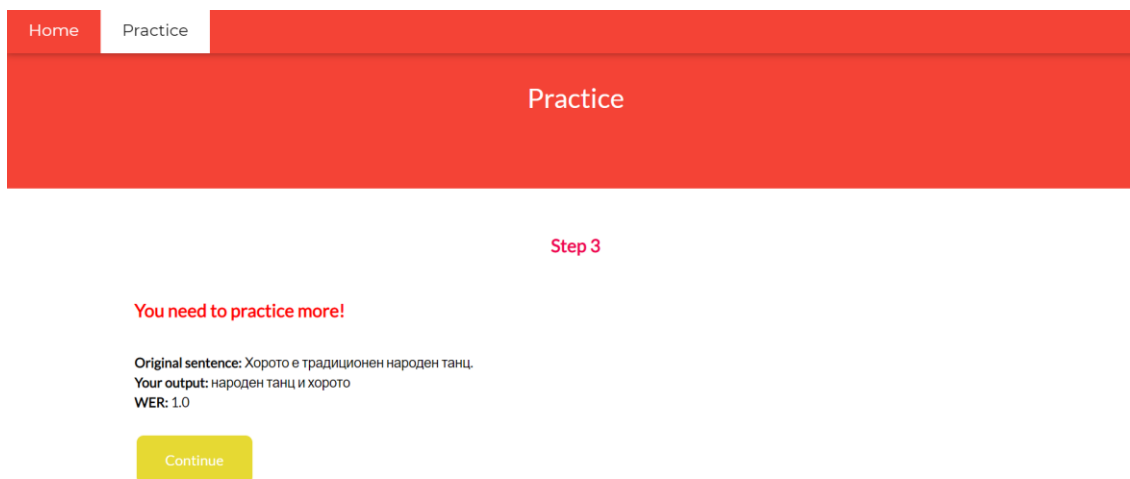 Home Practice
Practice
Step 3
You need to practice more!
Original sentence: Хорото е традиционен народен танц.
Your output: народен танц и хорото
WER: 1.0
Continue